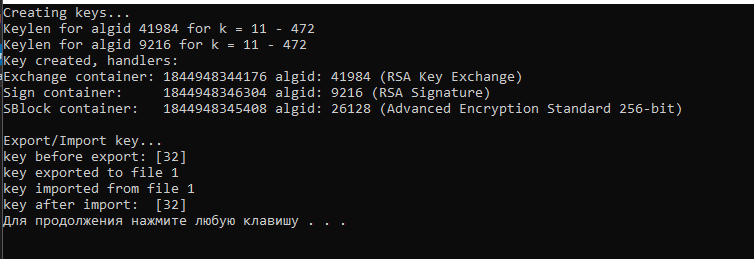 Creating keys...
Keylen for algid 41984 for k = 11 - 472
Keylen for algid 9216 for k = 11 - 472
Key created, handlers:
Exchange container: 1844948344176 algid: 41984 (RSA Key Exchange)
Sign container:     1844948346304 algid: 9216 (RSA Signature)
SBlock container:   1844948345408 algid: 26128 (Advanced Encryption Standard 256-bit)

Export/Import key...
key before export: [32]
key exported to file 1
key imported from file 1
key after import:  [32]
Для продолжения нажмите любую клавишу . . .